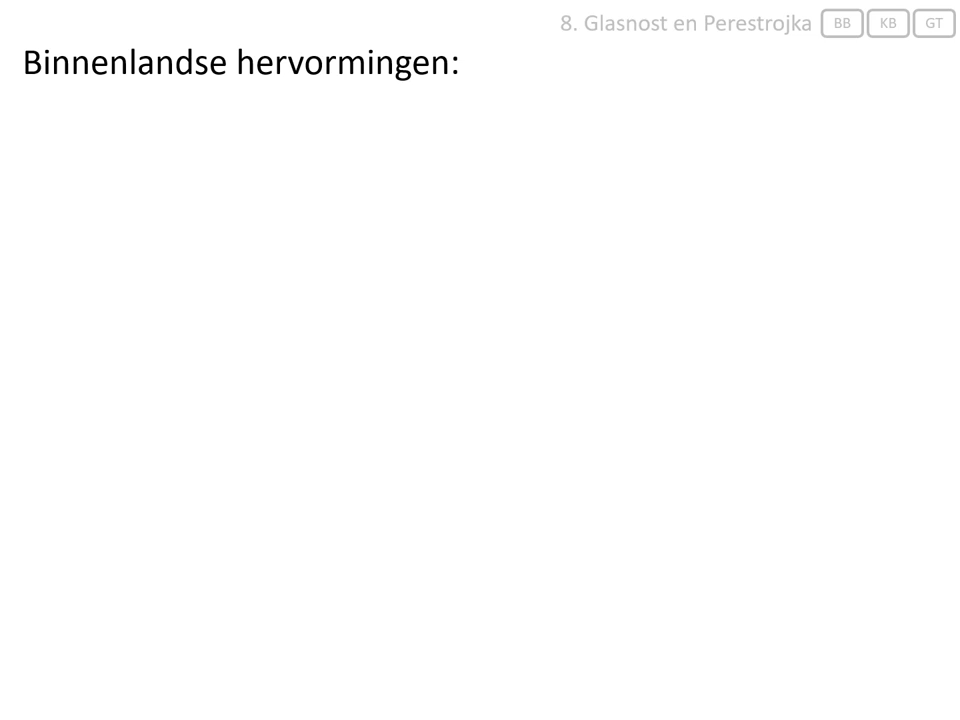 8. Glasnost en Perestrojka BB KB GT
Binnenlandse hervormingen: